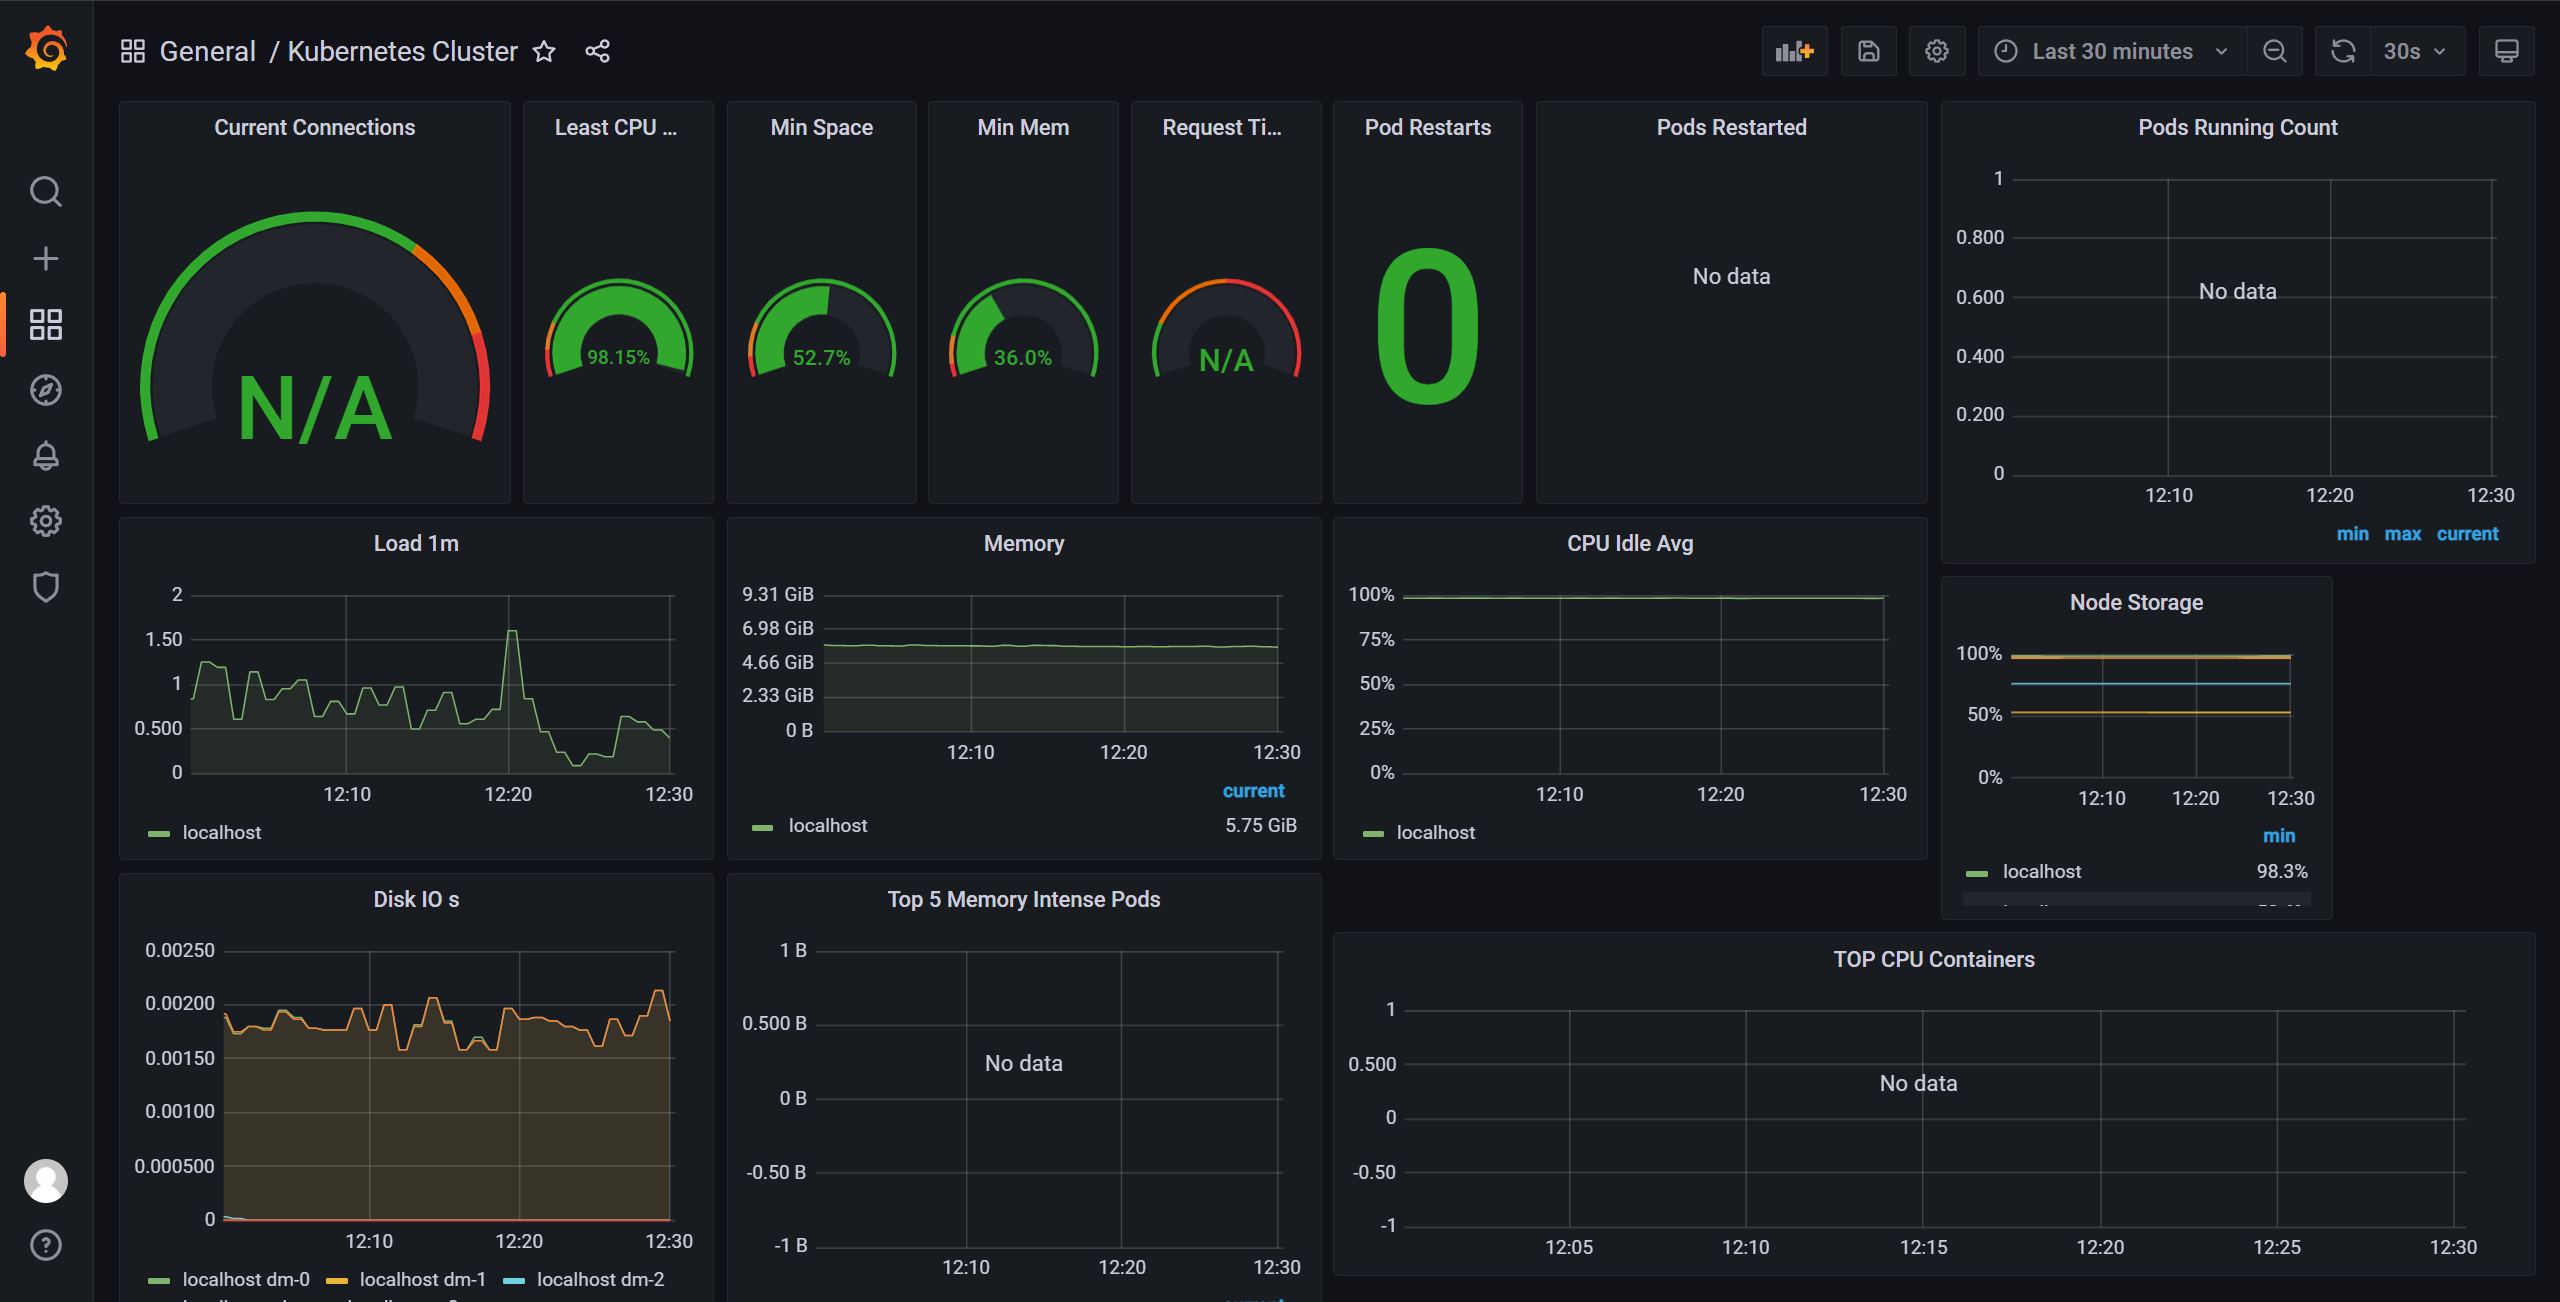 General / Kubernetes Cluster
Last 30 minutes
30s
Current Connections
N/A
Least CPU ...
98.15%
Min Space
52.7%
Min Mem
36.0%
Request Ti...
N/A
Pod Restarts
0
Pods Restarted
No data
Pods Running Count
1
0.800
0.600
0.400
0.200
0
No data
12:10 12:20 12:30
min max current
Load 1m
2
1.50
1
0.500
0
12:10 12:20 12:30
localhost
Memory
9.31 GiB
6.98 GiB
4.66 GiB
2.33 GiB
0 B
12:10 12:20 12:30
current
localhost 5.75 GiB
CPU Idle Avg
100%
75%
50%
25%
0%
12:10 12:20 12:30
localhost
Node Storage
100%
50%
0%
12:10 12:20 12:30
min
localhost 98.3%
Disk IO s
0.00250
0.00200
0.00150
0.00100
0.000500
0
12:10 12:20 12:30
localhost dm-0 localhost dm-1 localhost dm-2
Top 5 Memory Intense Pods
1 B
0.500 B
0 B
-0.50 B
-1 B
No data
12:10 12:20 12:30
TOP CPU Containers
1
0.500
0
-0.50
-1
No data
12:05 12:10 12:15 12:20 12:25 12:30